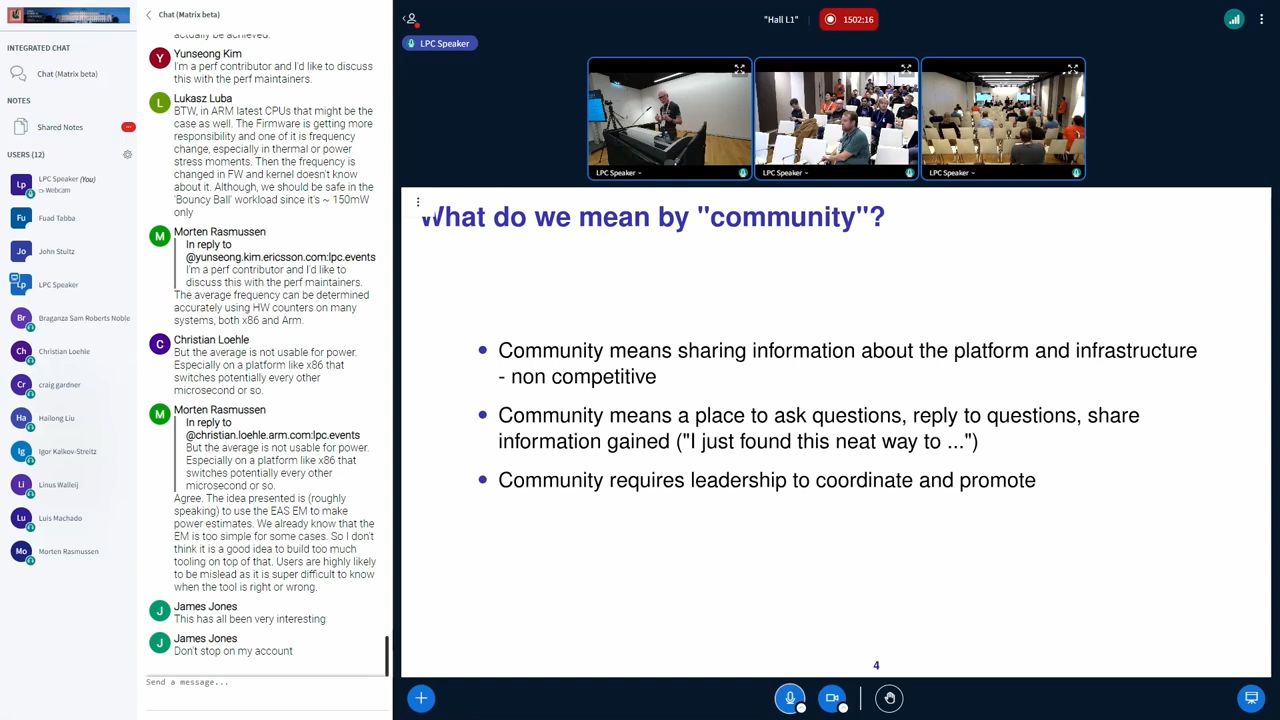 INTEGRATED CHAT
Chat (Matrix beta)
NOTES
Shared Notes
USERS (12)
Lp
LPC Speaker (You)
Webcam
Fu
Fuad Tabba
Jo
John Stultz
Lp
LPC Speaker
Br
Braganza Sam Roberts Noble
Ch
Christian Loehle
Cr
craig gardner
Ha
Hailong Liu
Ig
Igor Kalkov-Streitz
Li
Linus Walleij
Lu
Luis Machado
Mo
Morten Rasmussen
Chat (Matrix beta)
actually be achieved.
Y
Yunseong Kim
I'm a perf contributor and I'd like to discuss
this with the perf maintainers.
L
Lukasz Luba
BTW, in ARM latest CPUs that might be the
case as well. The Firmware is getting more
responsibility and one of it is frequency
change, especially in thermal or power
stress moments. Then the frequency is
changed in FW and kernel doesn't know
about it. Although, we should be safe in the
'Bouncy Ball' workload since it's ~ 150mW
only
M
Morten Rasmussen
In reply to
@yunseong.kim.ericsson.com:lpc.events
I'm a perf contributor and I'd like to
discuss this with the perf maintainers.
The average frequency can be determined
accurately using HW counters on many
systems, both x86 and Arm.
C
Christian Loehle
But the average is not usable for power.
Especially on a platform like x86 that
switches potentially every other
microsecond or so.
M
Morten Rasmussen
In reply to
@christian.loehle.arm.com:lpc.events
But the average is not usable for power.
Especially on a platform like x86 that
switches potentially every other
microsecond or so.
Agree. The idea presented is (roughly
speaking) to use the EAS EM to make
power estimates. We already know that the
EM is too simple for some cases. So I don't
think it is a good idea to build too much
tooling on top of that. Users are highly likely
to be mislead as it is super difficult to know
when the tool is right or wrong.
J
James Jones
This has all been very interesting
J
James Jones
Don't stop on my account
Send a message...
"Hall L1"
1502:16
LPC Speaker
LPC Speaker
LPC Speaker
LPC Speaker
What do we mean by "community"?
Community means sharing information about the platform and infrastructure
- non competitive
Community means a place to ask questions, reply to questions, share
information gained ("I just found this neat way to ...")
Community requires leadership to coordinate and promote
4